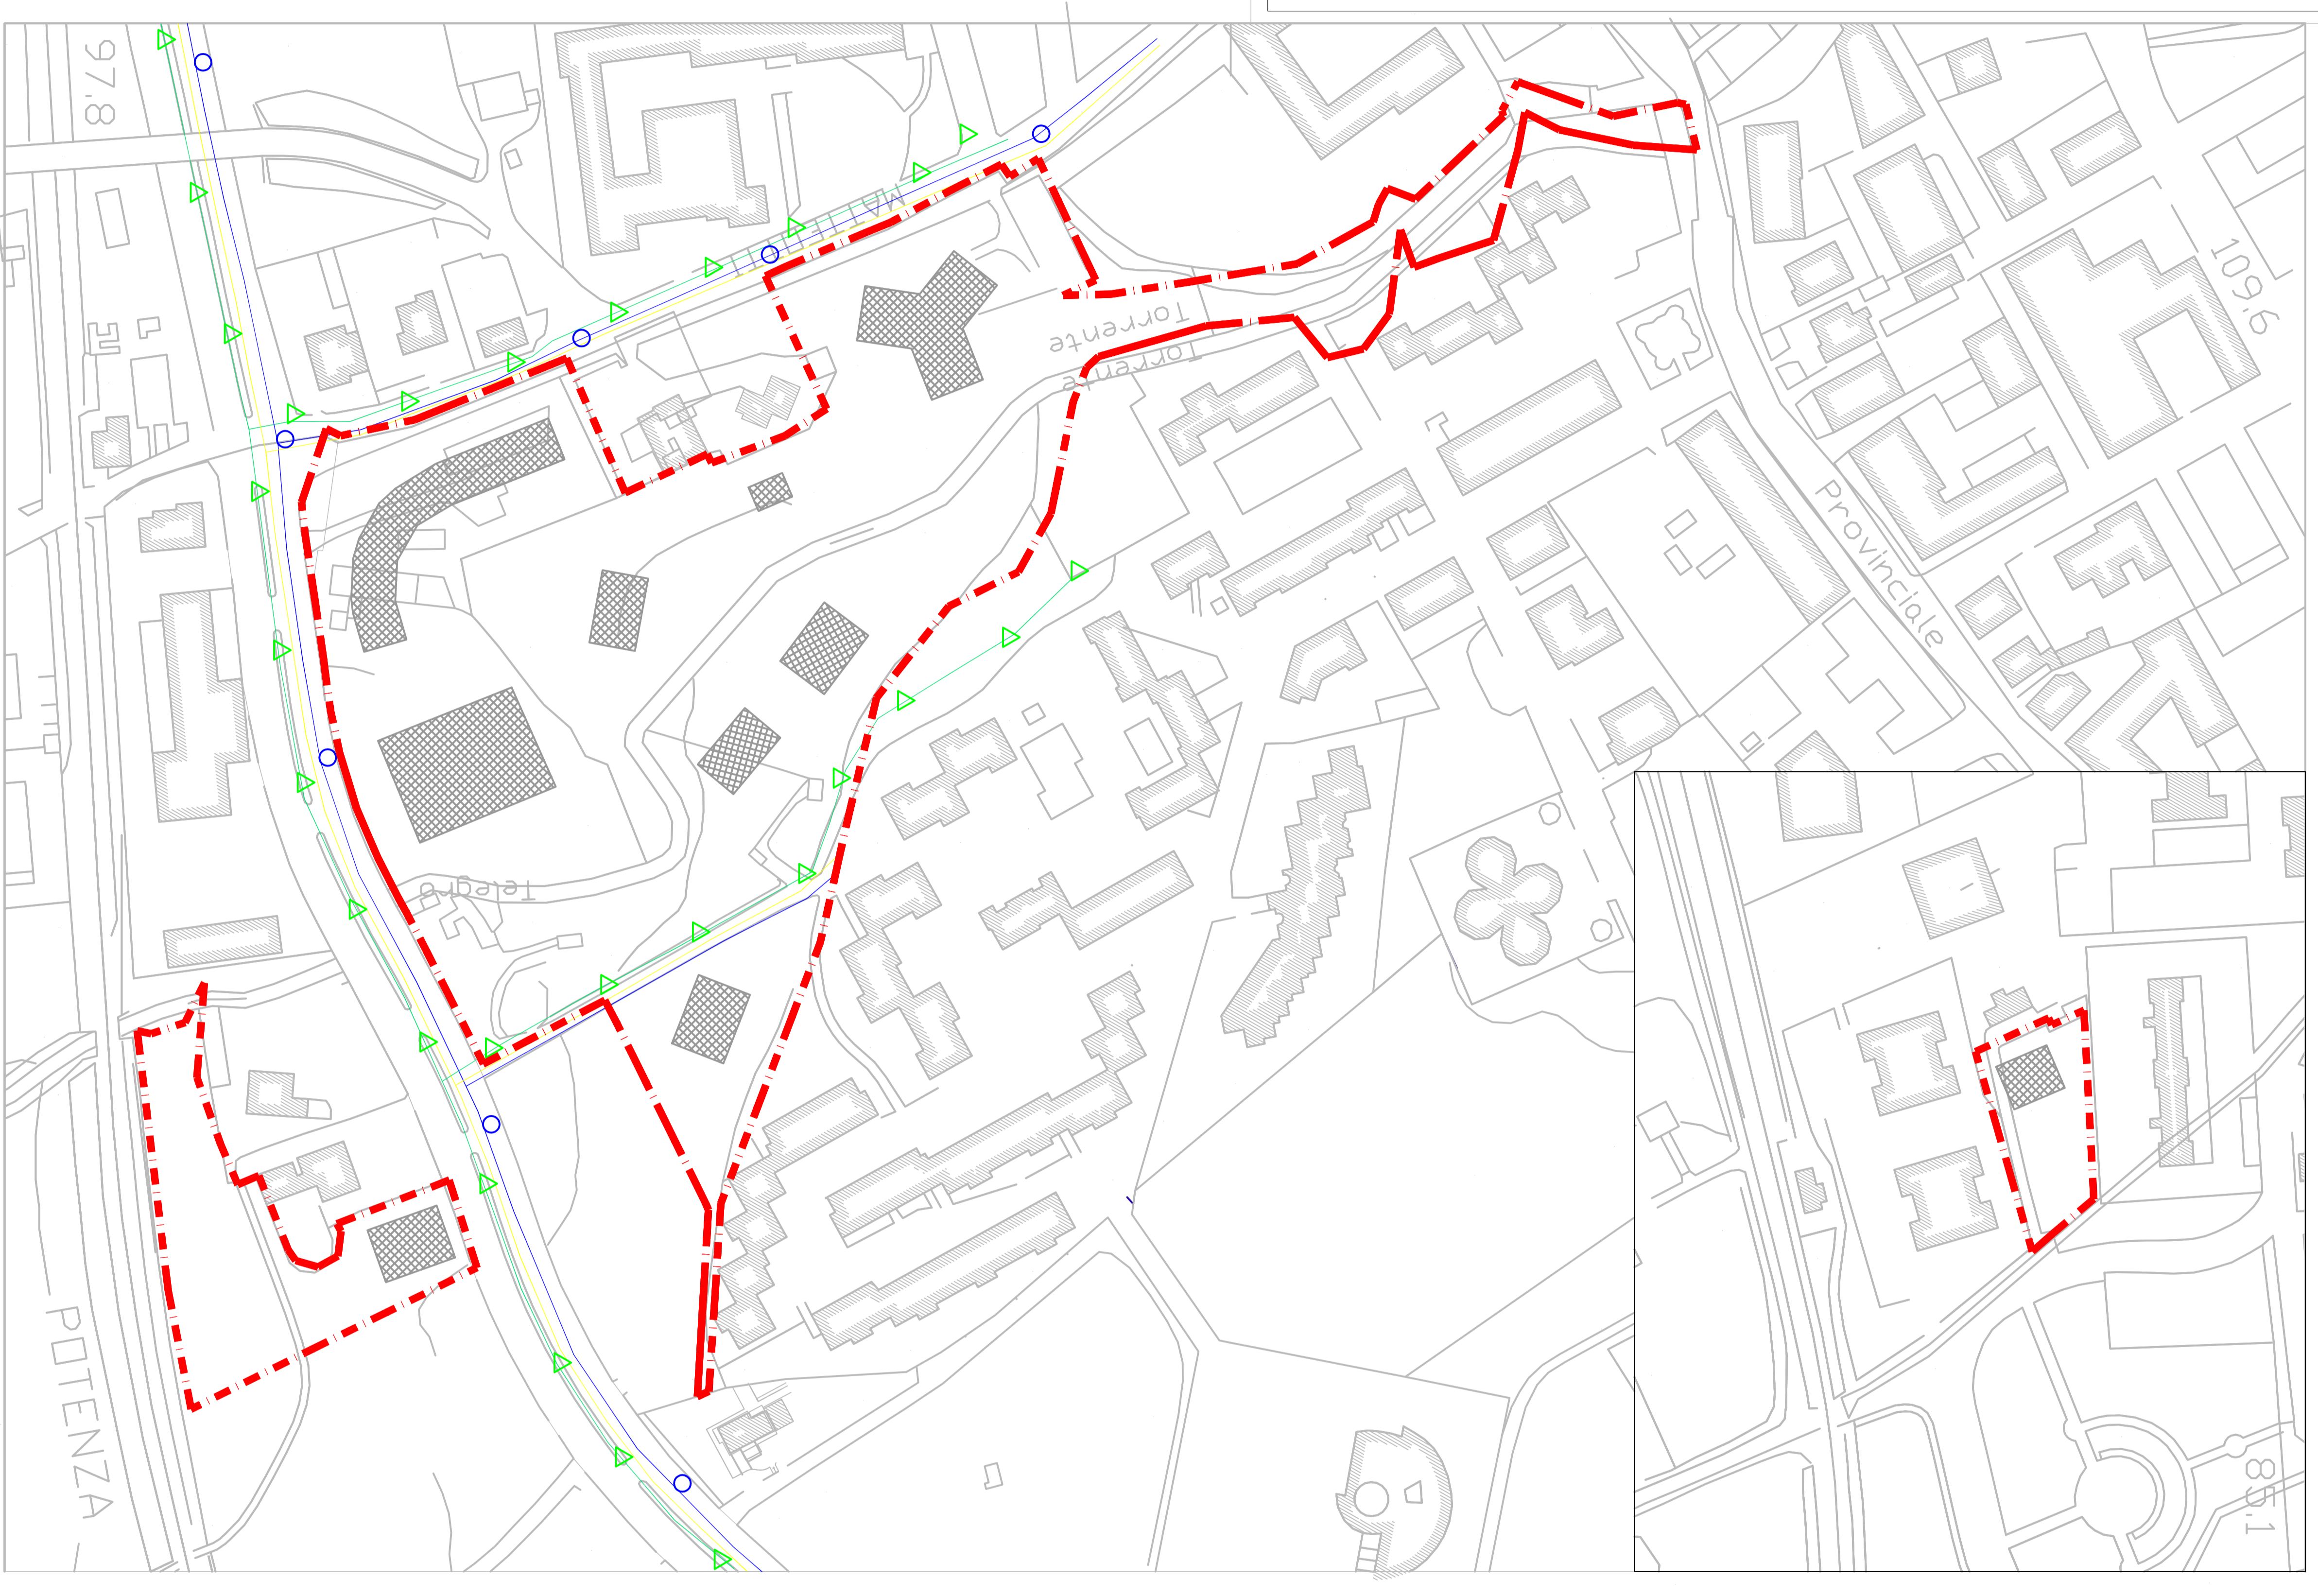 97.8
109.6
Torrente
Torrente
Provinciale
Telegrafo
POTENZA
85.1